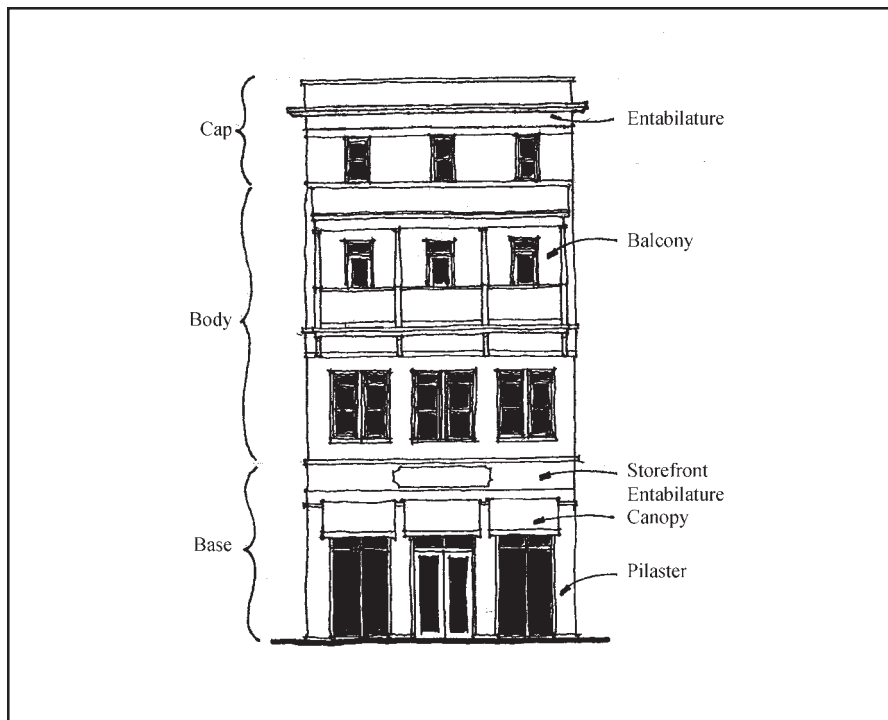 Cap
Entabilature
Balcony
Body
Storefront
Entabilature
Canopy
Base
Pilaster